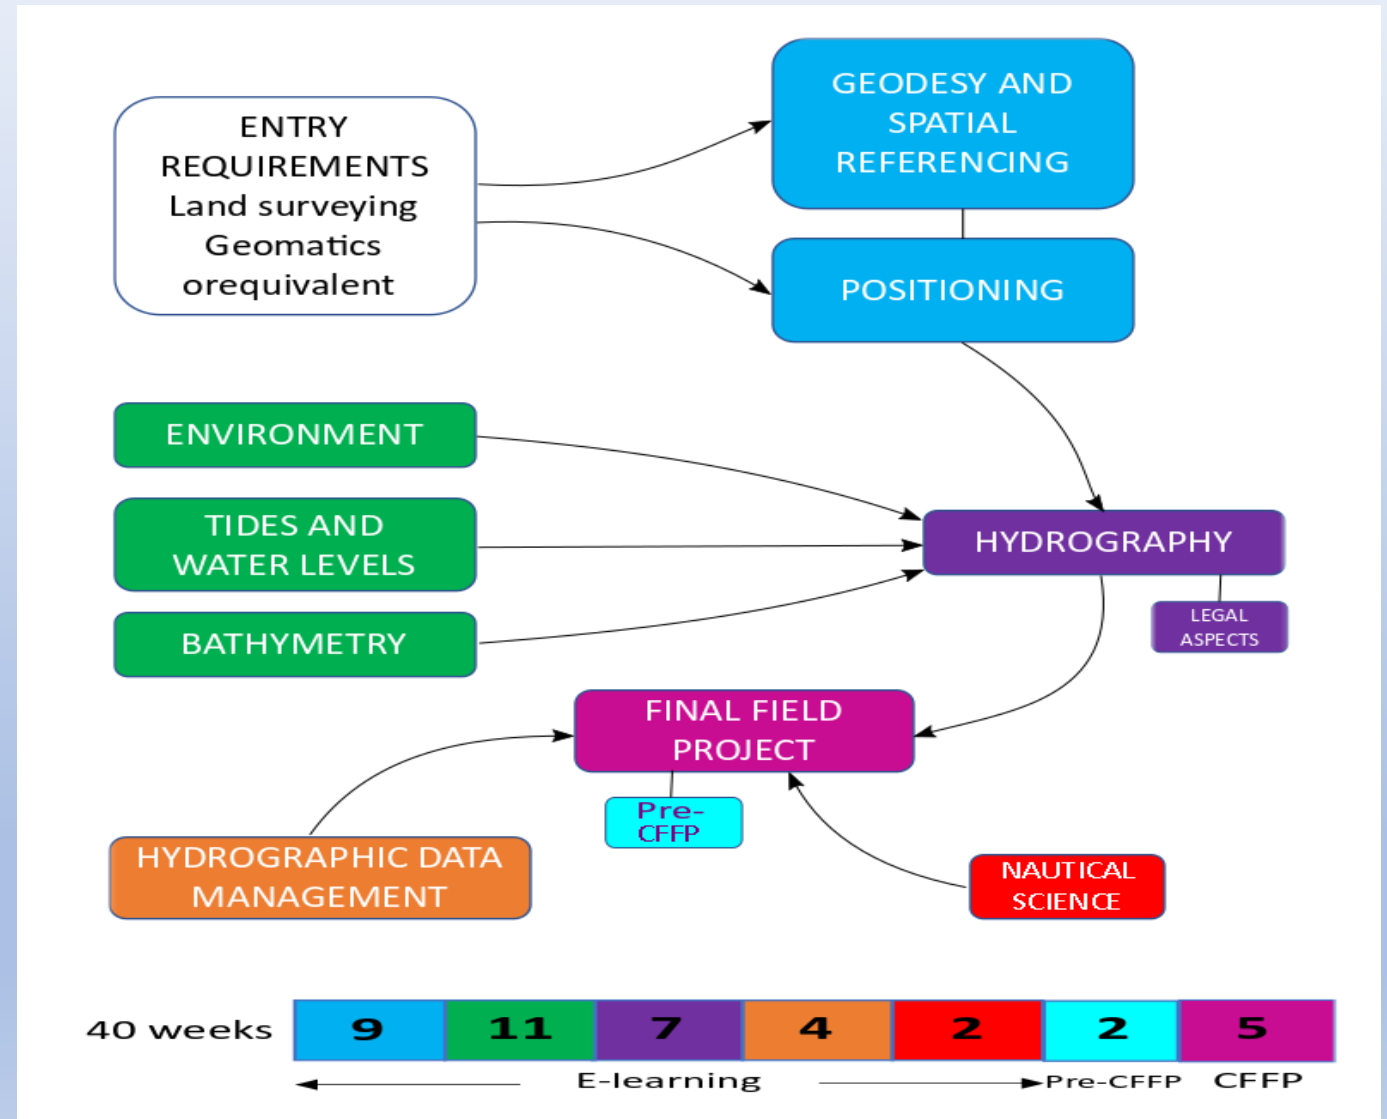 ENTRY
REQUIREMENTS
Land surveying
Geomatics
orequivalent
GEODESY AND
SPATIAL
REFERENCING
POSITIONING
ENVIRONMENT
TIDES AND
WATER LEVELS
BATHYMETRY
HYDROGRAPHY
LEGAL
ASPECTS
FINAL FIELD
PROJECT
Pre-
CFFP
HYDROGRAPHIC DATA
MANAGEMENT
NAUTICAL
SCIENCE
40 weeks 9 11 7 4 2 2 5
E-learning Pre-CFFP CFFP